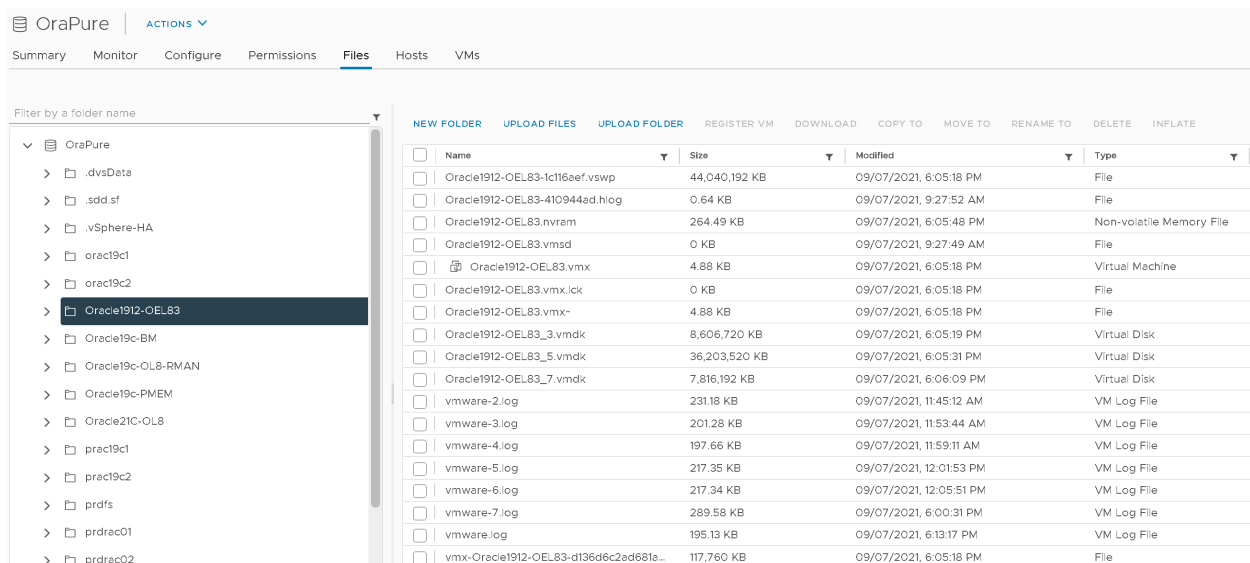 OraPure ACTIONS
Summary Monitor Configure Permissions Files Hosts VMs
Filter by a folder name
OraPure
.dvsData
.sdd.sf
.vSphere-HA
orac19c1
orac19c2
Oracle1912-OEL83
Oracle19c-BM
Oracle19c-OL8-RMAN
Oracle19c-PMEM
Oracle21C-OL8
prac19c1
prac19c2
prdfs
prdrac01
prdrac02
NEW FOLDER UPLOAD FILES UPLOAD FOLDER REGISTER VM DOWNLOAD COPY TO MOVE TO RENAME TO DELETE INFLATE
Name Size Modified Type
Oracle1912-OEL83-1c116aef.vswp 44,040,192 KB 09/07/2021, 6:05:18 PM File
Oracle1912-OEL83-410944ad.hlog 0.64 KB 09/07/2021, 9:27:52 AM File
Oracle1912-OEL83.nvram 264.49 KB 09/07/2021, 6:05:48 PM Non-volatile Memory File
Oracle1912-OEL83.vmsd 0 KB 09/07/2021, 9:27:49 AM File
Oracle1912-OEL83.vmx 4.88 KB 09/07/2021, 6:05:18 PM Virtual Machine
Oracle1912-OEL83.vmx.lck 0 KB 09/07/2021, 6:05:18 PM File
Oracle1912-OEL83.vmx~ 4.88 KB 09/07/2021, 6:05:18 PM File
Oracle1912-OEL83_3.vmdk 8,606,720 KB 09/07/2021, 6:05:19 PM Virtual Disk
Oracle1912-OEL83_5.vmdk 36,203,520 KB 09/07/2021, 6:05:31 PM Virtual Disk
Oracle1912-OEL83_7.vmdk 7,816,192 KB 09/07/2021, 6:06:09 PM Virtual Disk
vmware-2.log 231.18 KB 09/07/2021, 11:45:12 AM VM Log File
vmware-3.log 201.28 KB 09/07/2021, 11:53:44 AM VM Log File
vmware-4.log 197.66 KB 09/07/2021, 11:59:11 AM VM Log File
vmware-5.log 217.35 KB 09/07/2021, 12:01:53 PM VM Log File
vmware-6.log 217.34 KB 09/07/2021, 12:05:51 PM VM Log File
vmware-7.log 289.58 KB 09/07/2021, 6:00:31 PM VM Log File
vmware.log 195.13 KB 09/07/2021, 6:13:17 PM VM Log File
vmx-Oracle1912-OEL83-d136d6c2ad681a... 117,760 KB 09/07/2021, 6:05:18 PM File